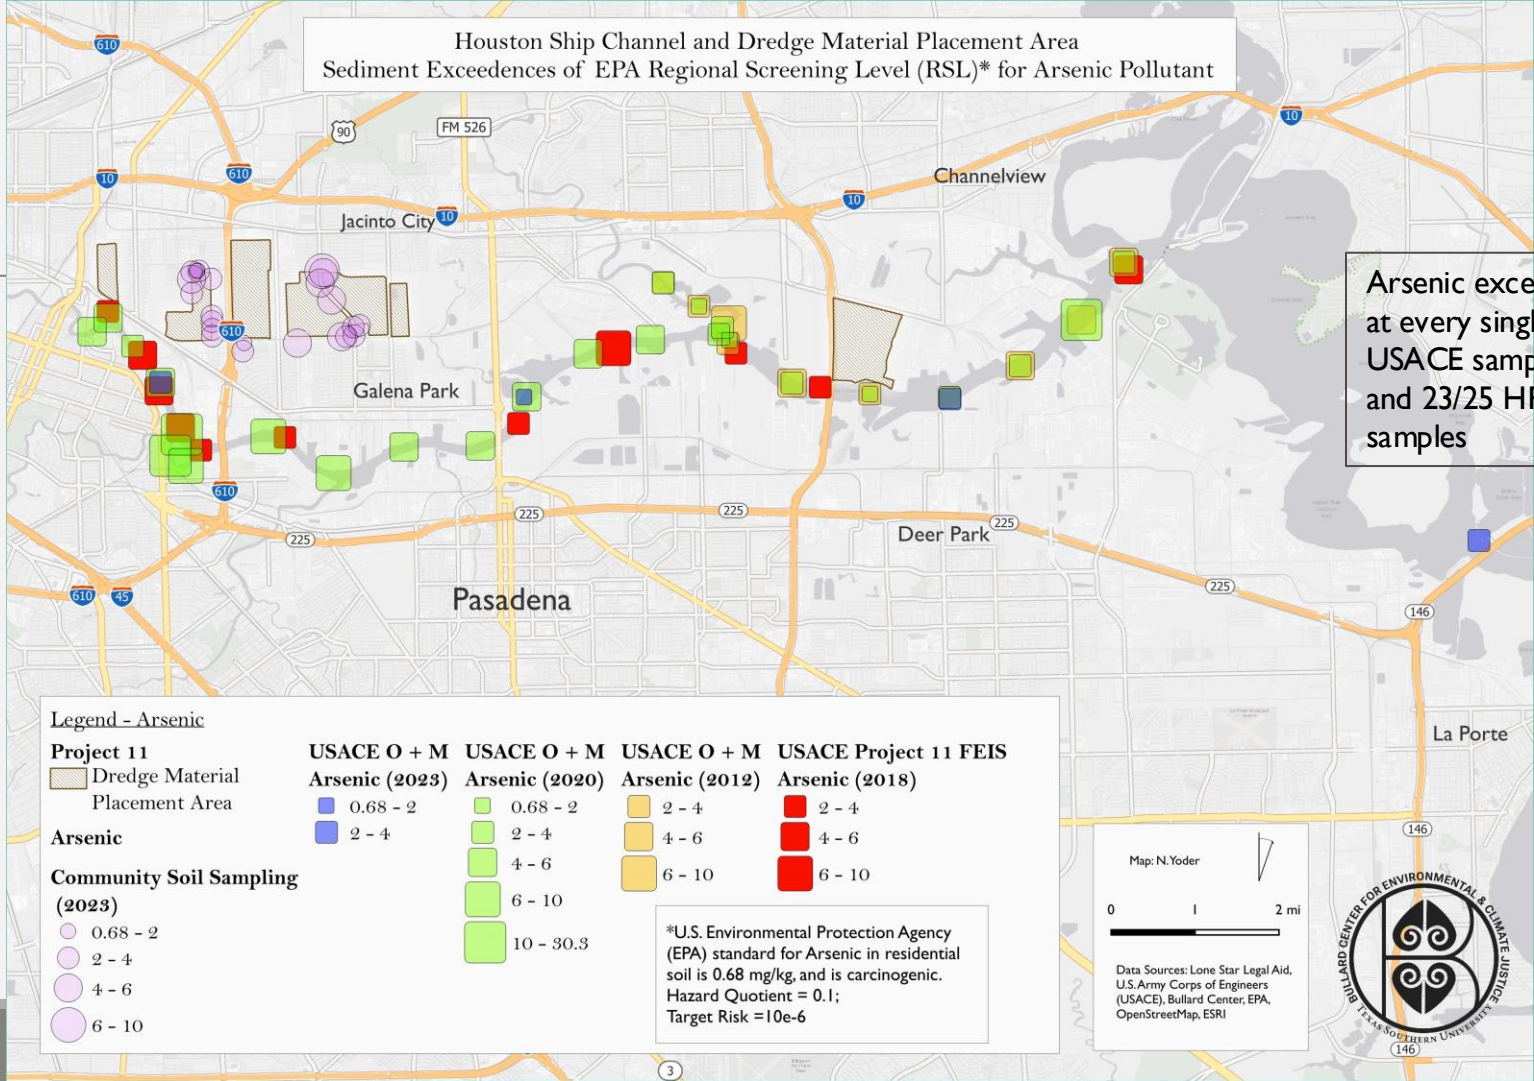 Houston Ship Channel and Dredge Material Placement Area
Sediment Exceedences of EPA Regional Screening Level (RSL)* for Arsenic Pollutant
610
90
FM 526
10
10
610
Channelview
10
Jacinto City
10
Arsenic exce
at every singl
USACE samp
and 23/25 HH
samples
610
Galena Park
610
225
225
225
Deer Park
225
610
45
Pasadena
225
146
La Porte
146
146
3
Legend - Arsenic
Project 11
Dredge Material
Placement Area
Arsenic
Community Soil Sampling
(2023)
0.68 - 2
2 - 4
4 - 6
6 - 10
USACE O + M
Arsenic (2023)
0.68 - 2
2 - 4
USACE O + M
Arsenic (2020)
0.68 - 2
2 - 4
4 - 6
6 - 10
10 - 30.3
USACE O + M
Arsenic (2012)
2 - 4
4 - 6
6 - 10
USACE Project 11 FEIS
Arsenic (2018)
2 - 4
4 - 6
6 - 10
*U.S. Environmental Protection Agency
(EPA) standard for Arsenic in residential
soil is 0.68 mg/kg, and is carcinogenic.
Hazard Quotient = 0.1;
Target Risk =10e-6
Map: N. Yoder
0 1 2 mi
Data Sources: Lone Star Legal Aid,
U.S. Army Corps of Engineers
(USACE), Bullard Center, EPA,
OpenStreetMap, ESRI
BULLARD CENTER FOR ENVIRONMENTAL & CLIMATE JUSTICE
TEXAS SOUTHERN UNIVERSITY